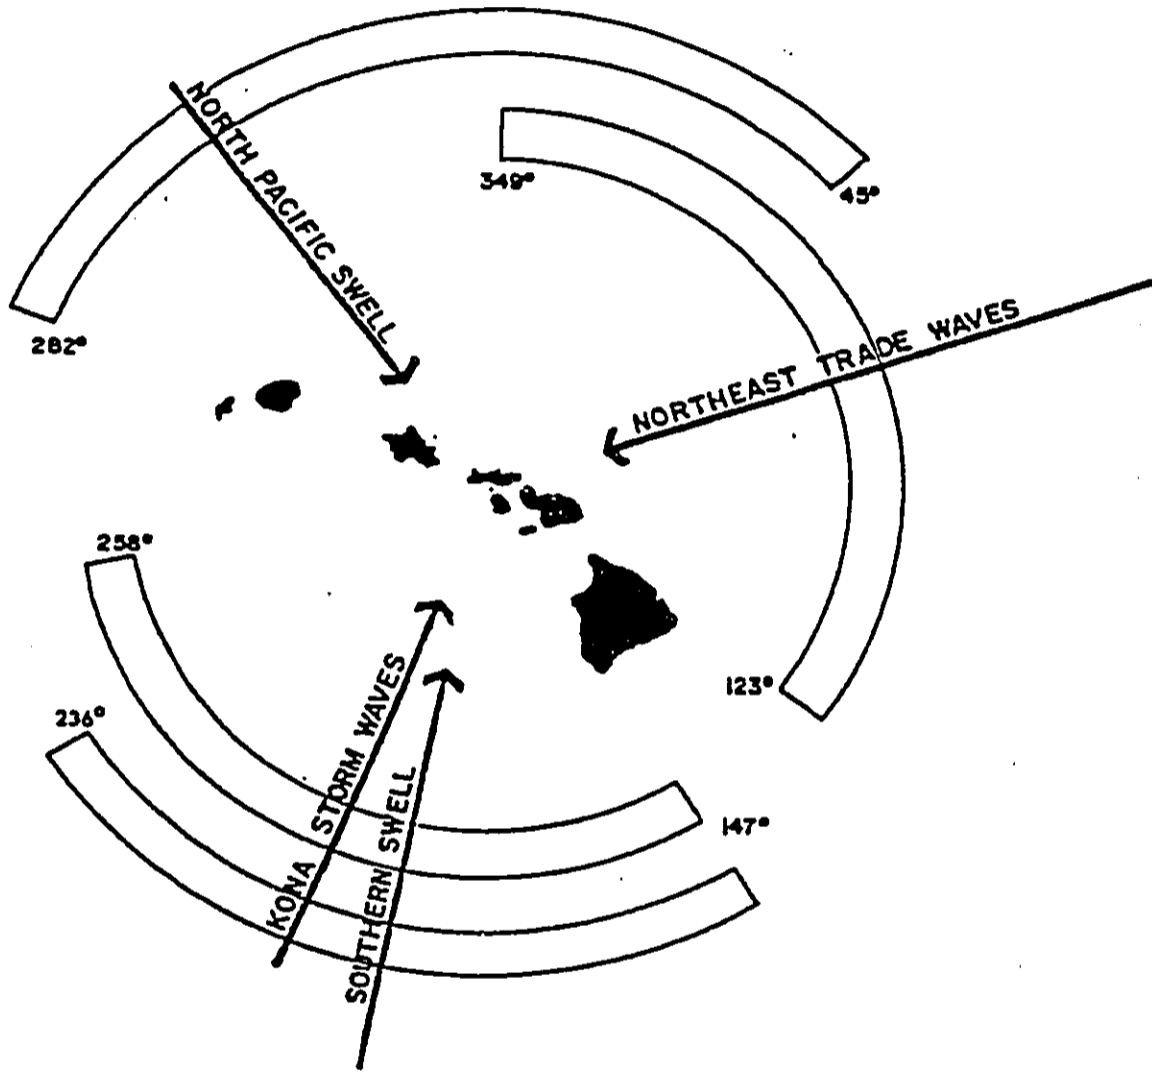 NORTH PACIFIC SWELL
349°
45°
282°
NORTHEAST TRADE WAVES
258°
236°
123°
147°
KONA STORM WAVES
SOUTHERN SWELL